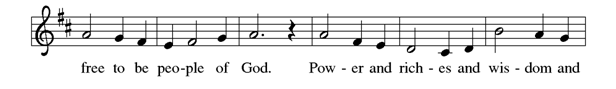 free to be peo-ple of God. Pow - er and rich - es and wis - dom and